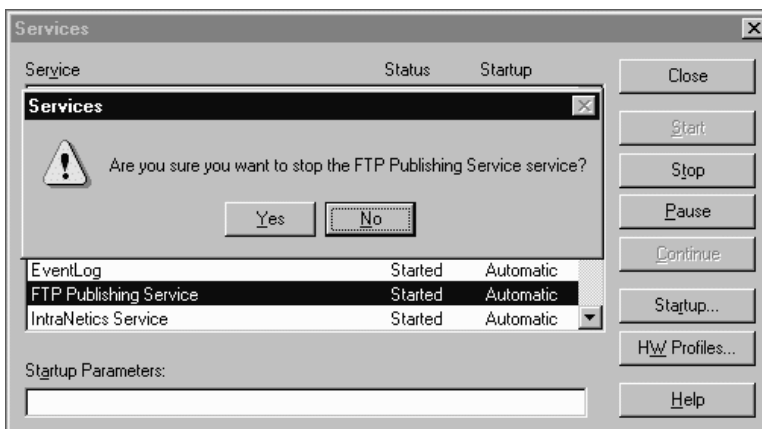 Services
Service Status Startup
Close
Services
Start
Are you sure you want to stop the FTP Publishing Service service?
Stop
Yes No
Pause
Continue
EventLog Started Automatic
FTP Publishing Service Started Automatic
Startup...
IntraNetics Service Started Automatic
HW Profiles...
Startup Parameters:
Help